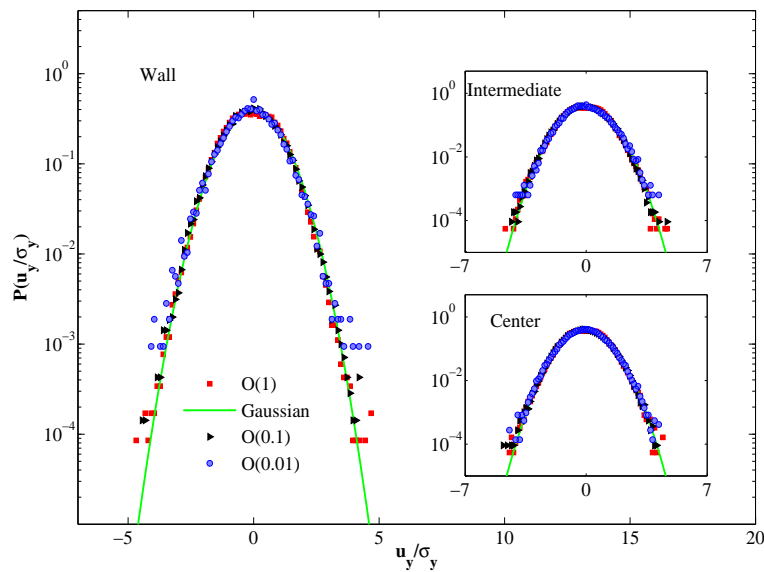 Wall
10^0
10^-1
10^-2
10^-3
10^-4
P(u_y/σ_y)
O(1)
Gaussian
O(0.1)
O(0.01)
−5
0
5
10
15
20
u_y/σ_y
Intermediate
10^0
10^-2
10^-4
−7
0
7
Center
10^0
10^-2
10^-4
−7
0
7